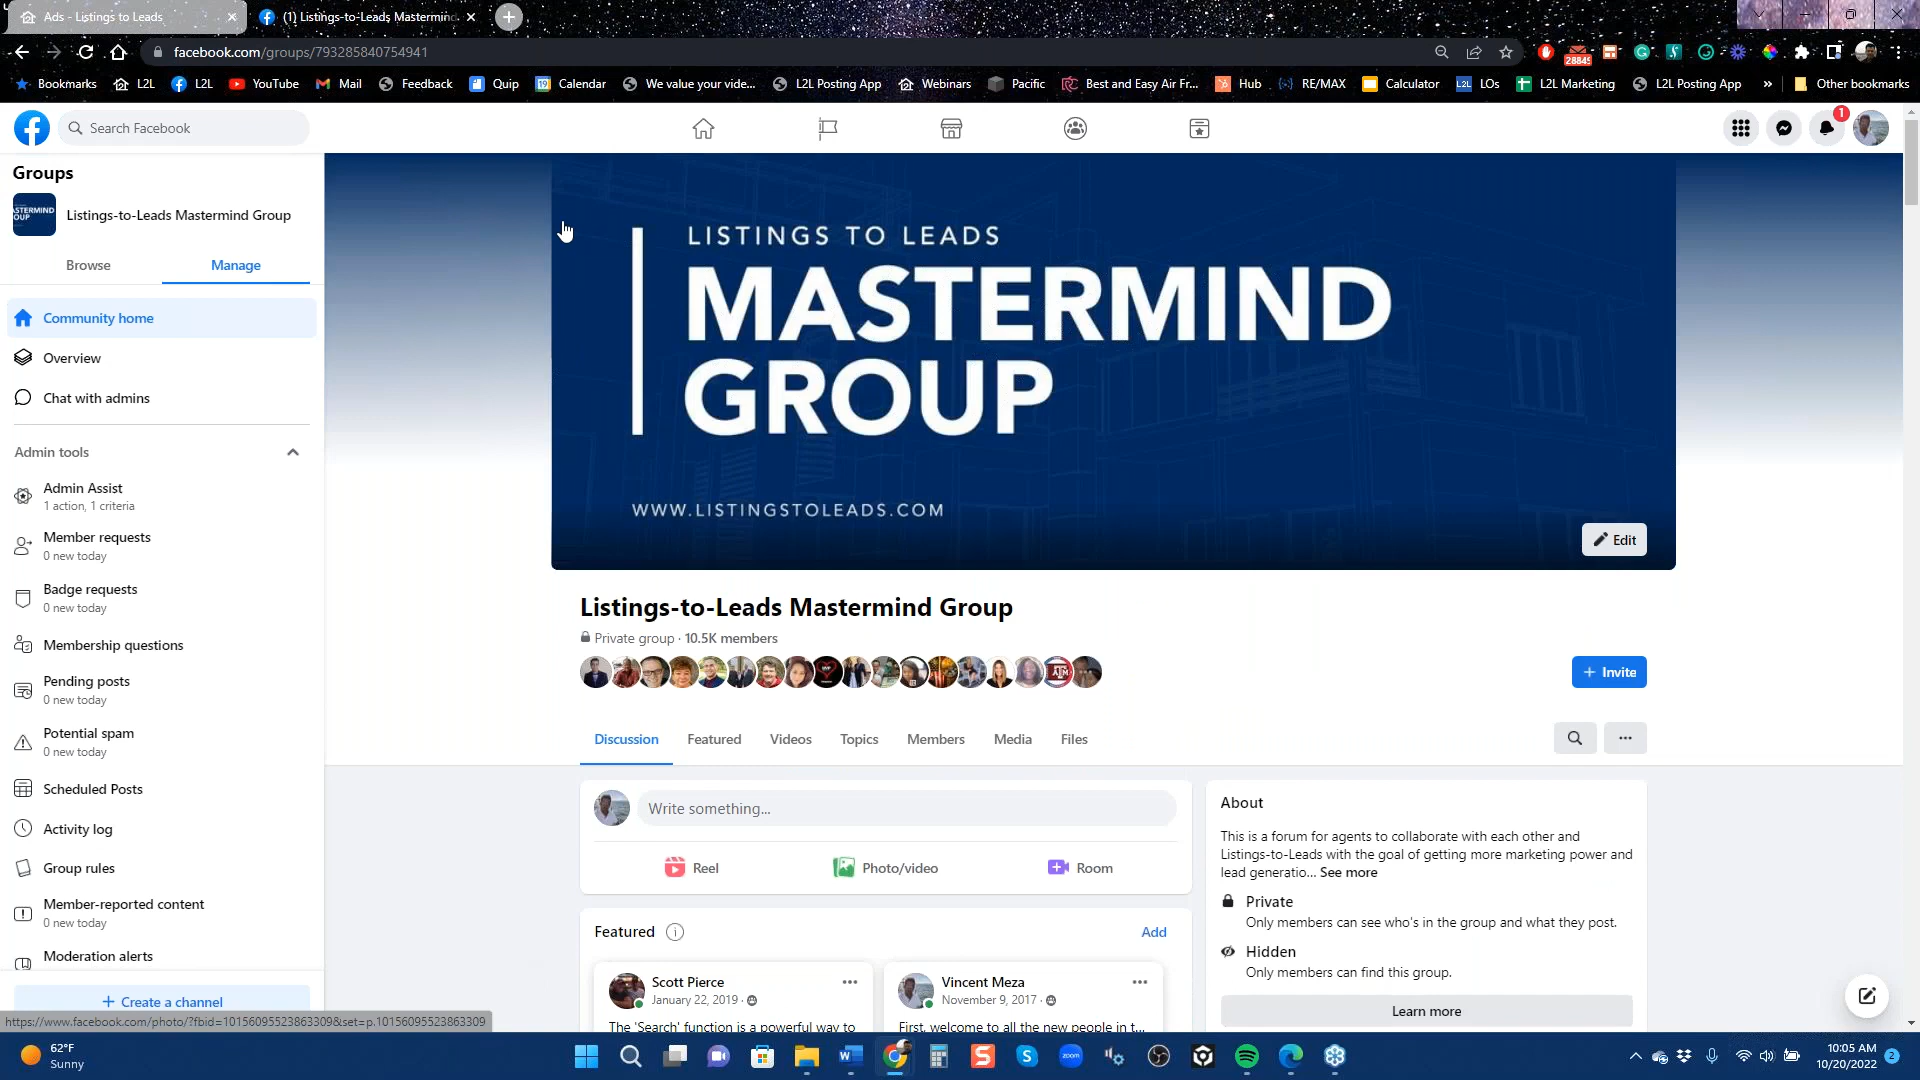 Ads - Listings to Leads
(1) Listings-to-Leads Mastermind
facebook.com/groups/793285840754941
28845
Bookmarks L2L L2L YouTube Mail Feedback Quip Calendar We value your vide... L2L Posting App Webinars Pacific Best and Easy Air Fr... Hub RE/MAX Calculator LOs L2L Marketing L2L Posting App » Other bookmarks
Search Facebook
1
Groups
Listings-to-Leads Mastermind Group
Browse Manage
Community home
Overview
Chat with admins
Admin tools
Admin Assist
1 action, 1 criteria
Member requests
0 new today
Badge requests
0 new today
Membership questions
Pending posts
0 new today
Potential spam
0 new today
Scheduled Posts
Activity log
Group rules
Member-reported content
0 new today
Moderation alerts
+ Create a channel
https://www.facebook.com/photo/?fbid=10156095523863309&set=p.10156095523863309
LISTINGS TO LEADS
MASTERMIND
GROUP
WWW.LISTINGSTOLEADS.COM
Edit
Listings-to-Leads Mastermind Group
Private group · 10.5K members
+ Invite
Discussion Featured Videos Topics Members Media Files
Write something...
Reel Photo/video Room
Featured Add
Scott Pierce
January 22, 2019 ·
The 'Search' function is a powerful way to
Vincent Meza
November 9, 2017 ·
First, welcome to all the new people in t...
About
This is a forum for agents to collaborate with each other and
Listings-to-Leads with the goal of getting more marketing power and
lead generatio... See more
Private
Only members can see who's in the group and what they post.
Hidden
Only members can find this group.
Learn more
62°F
Sunny
zoom
10:05 AM
10/20/2022
2